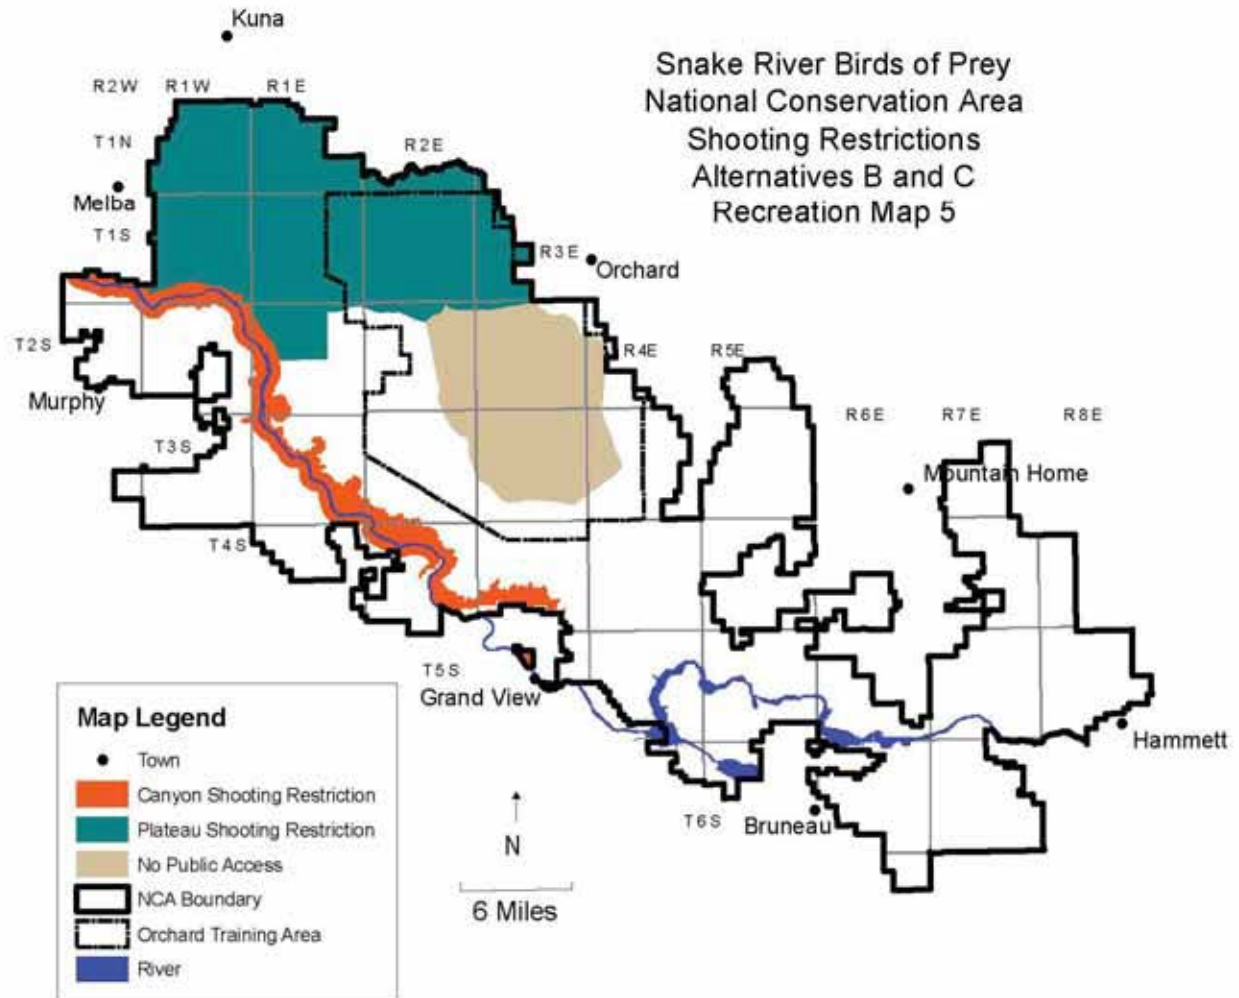 Kuna
Snake River Birds of Prey
National Conservation Area
Shooting Restrictions
Alternatives B and C
Recreation Map 5
R2W R1W R1E
T1N
R2E
Melba
T1S
R3E
Orchard
T2S
R4E R5E
Murphy
R6E R7E R8E
T3S
Mountain Home
T4S
T5S
Grand View
Hammett
T6S
Bruneau
N
6 Miles
Map Legend
Town
Canyon Shooting Restriction
Plateau Shooting Restriction
No Public Access
NCA Boundary
Orchard Training Area
River